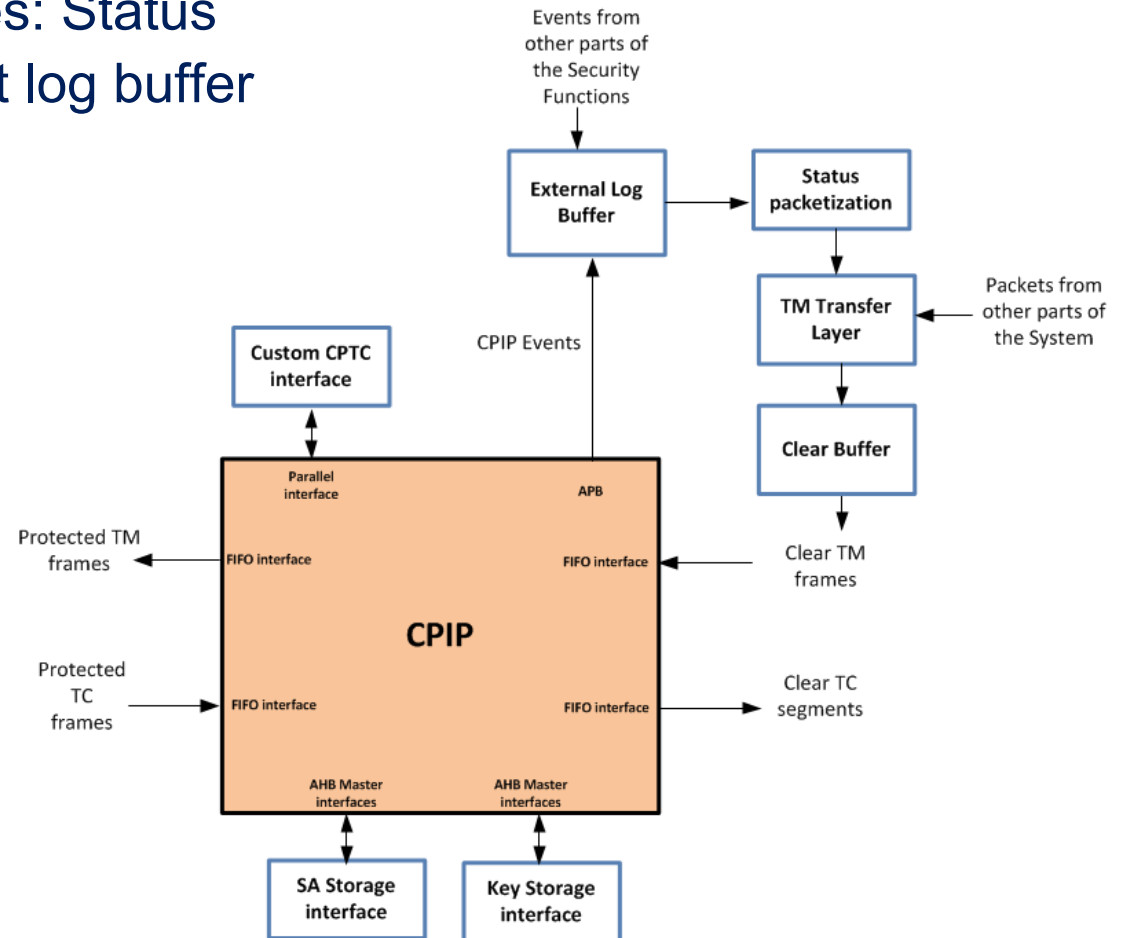 es: Status
t log buffer
Events from
other parts of
the Security
Functions
External Log
Buffer
Status
packetization
TM Transfer
Layer
Packets from
other parts of
the System
CPIP Events
Custom CPTC
interface
Clear Buffer
Parallel
interface
APB
Protected TM
frames
FIFO interface
FIFO interface
Clear TM
frames
CPIP
Protected
TC
frames
FIFO interface
FIFO interface
Clear TC
segments
AHB Master
interfaces
AHB Master
interfaces
SA Storage
interface
Key Storage
interface